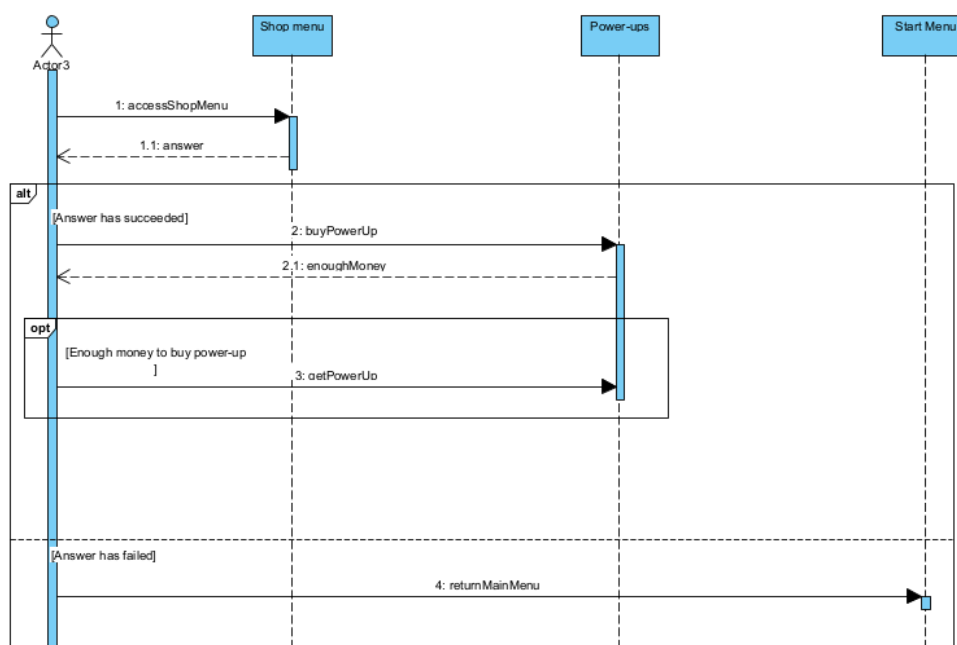 Shop menu
Power-ups
Start Menu
Actor3
1: accessShopMenu
1.1: answer
alt
[Answer has succeeded]
2: buyPowerUp
2.1: enoughMoney
opt
[Enough money to buy power-up
]
3: getPowerUp
[Answer has failed]
4: returnMainMenu